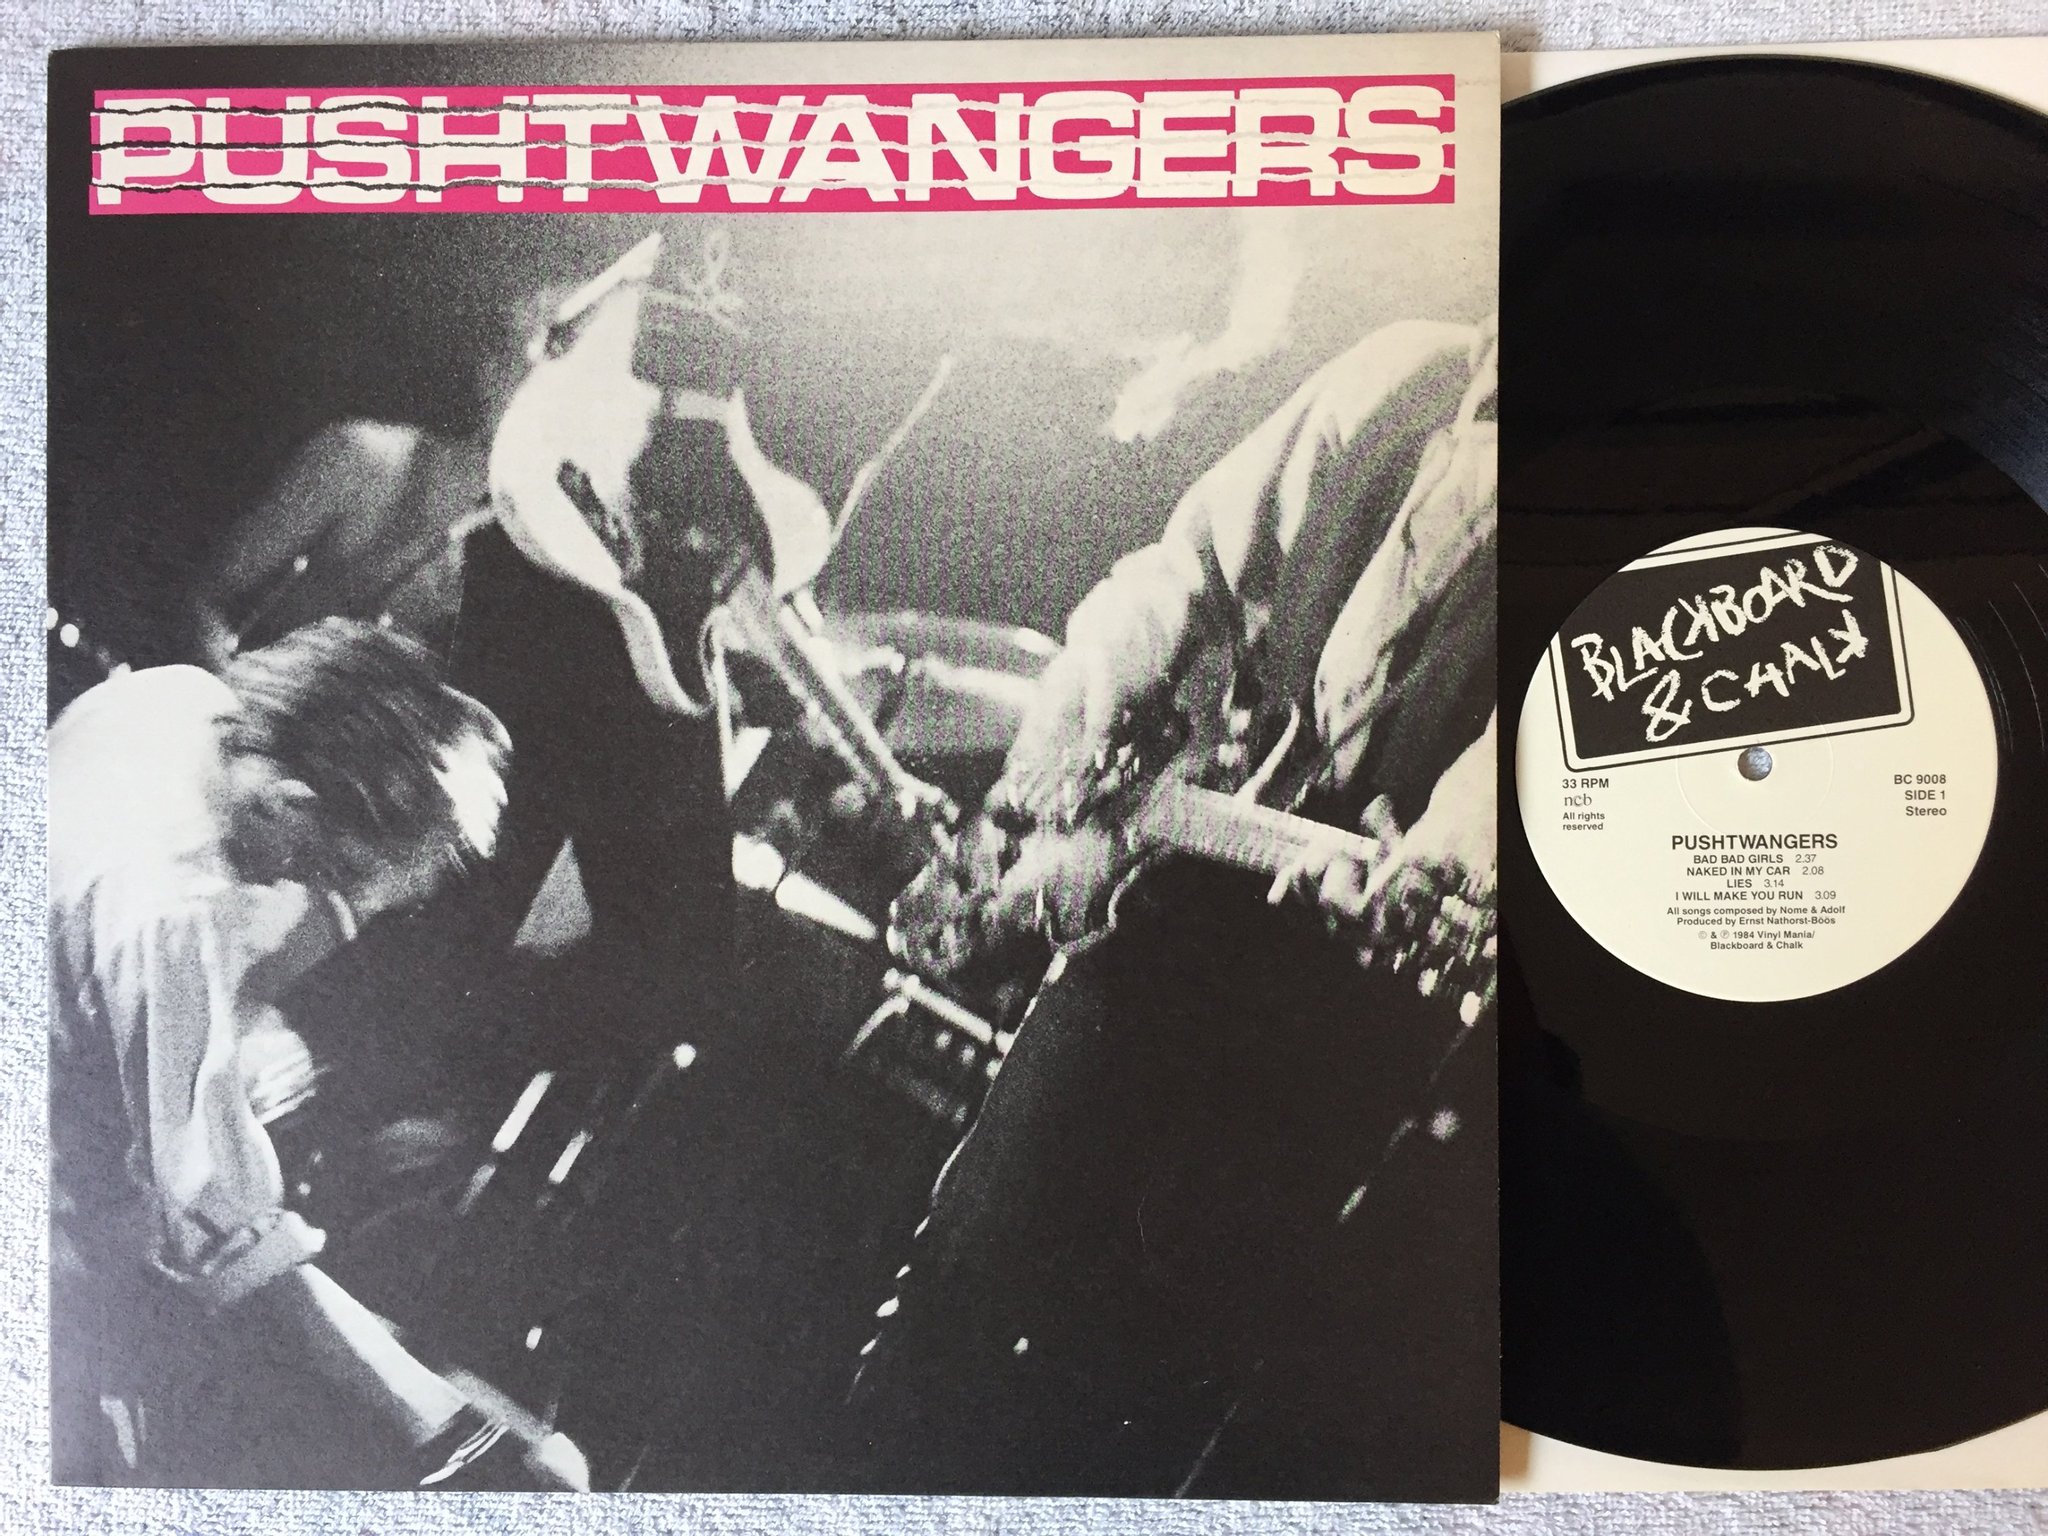 PUSHTWANGERS
BLACKBOARD
& CHALK
33 RPM
ncb
All rights
reserved
BC 9008
SIDE 1
Stereo
PUSHTWANGERS
BAD BAD GIRLS 2.37
NAKED IN MY CAR 2.08
LIES 3.14
I WILL MAKE YOU RUN 3.09
All songs composed by Nome & Adolf
Produced by Ernst Nathorst-Böös
© & ℗ 1984 Vinyl Mania/
Blackboard & Chalk